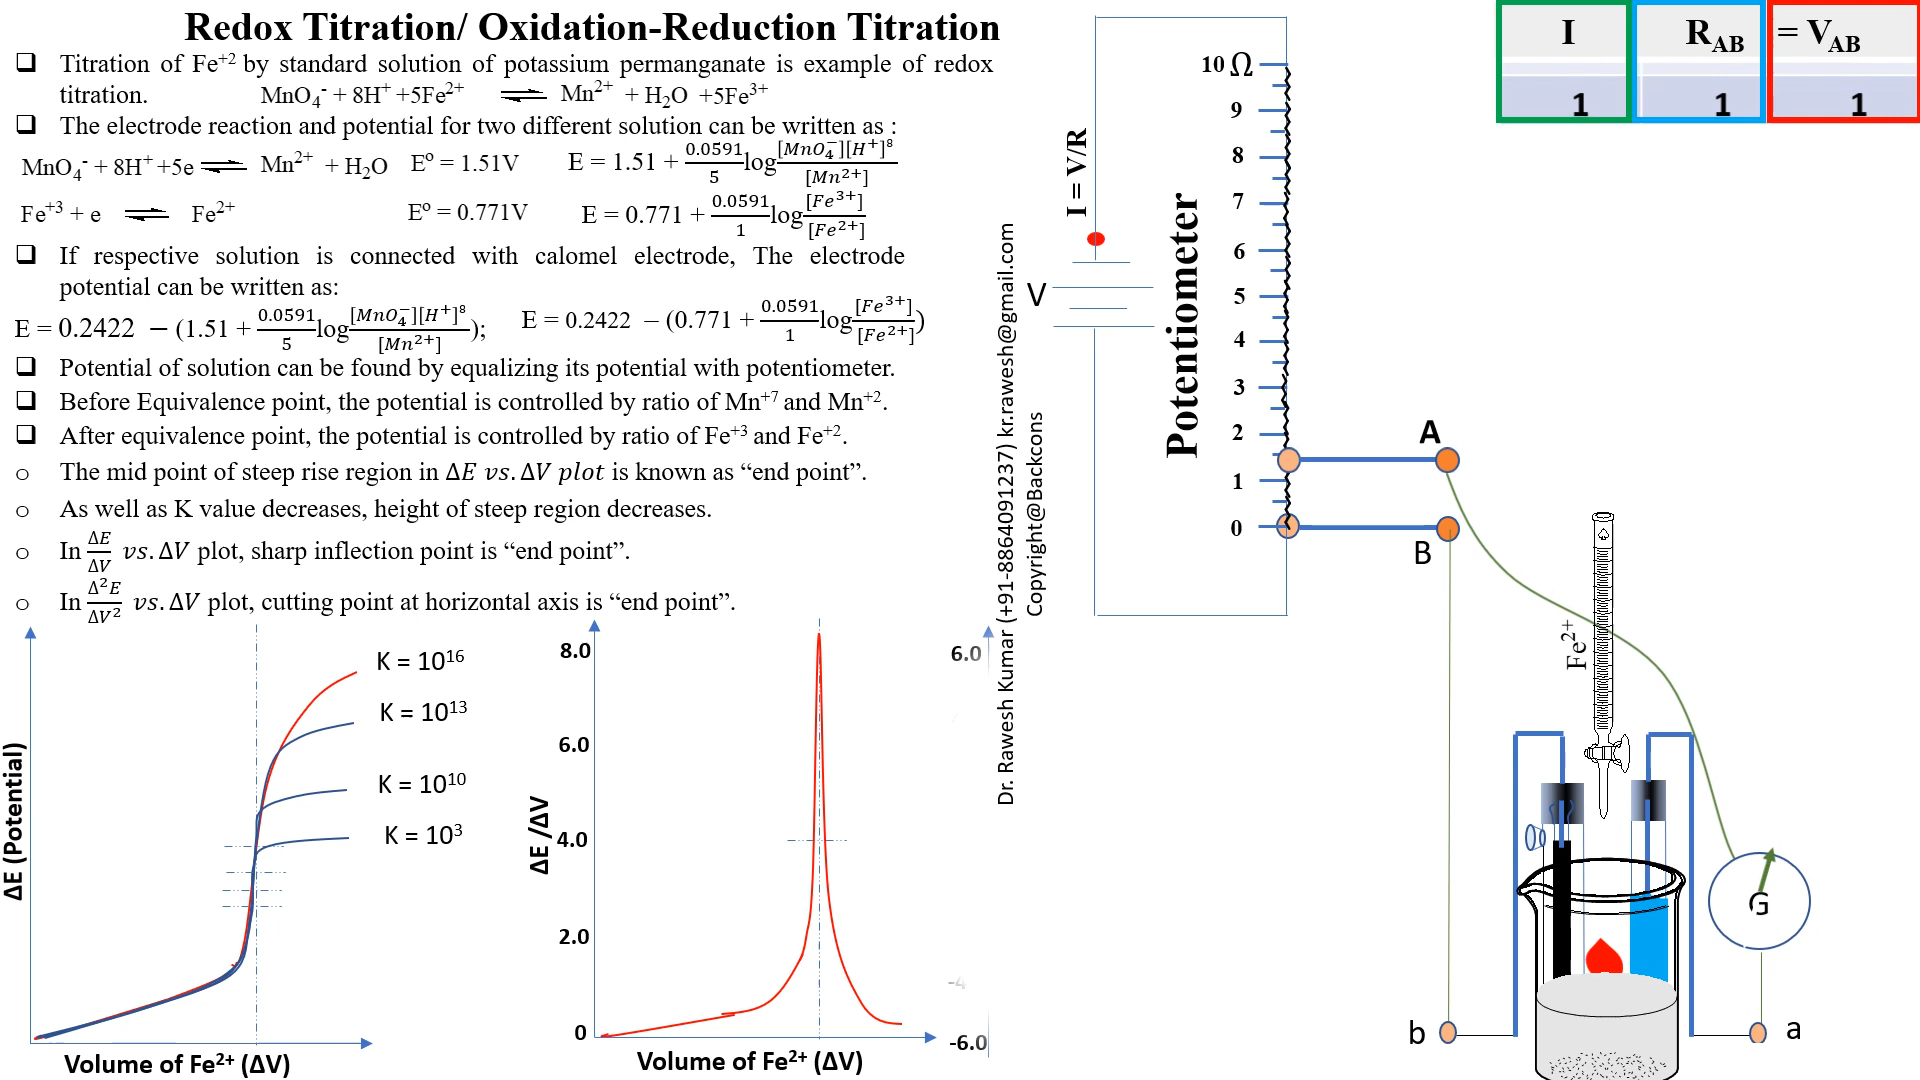 Redox Titration/ Oxidation-Reduction Titration
❑ Titration of Fe⁺² by standard solution of potassium permanganate is example of redox
titration. MnO₄⁻ + 8H⁺ +5Fe²⁺ ⇌ Mn²⁺ + H₂O +5Fe³⁺
❑ The electrode reaction and potential for two different solution can be written as :
MnO₄⁻ + 8H⁺ +5e ⇌ Mn²⁺ + H₂O E⁰ = 1.51V E = 1.51 + 0.0591/5 log [MnO₄⁻][H⁺]⁸/[Mn²⁺]
Fe⁺³ + e ⇌ Fe²⁺ E⁰ = 0.771V E = 0.771 + 0.0591/1 log [Fe³⁺]/[Fe²⁺]
❑ If respective solution is connected with calomel electrode, The electrode
potential can be written as:
E = 0.2422 − (1.51 + 0.0591/5 log [MnO₄⁻][H⁺]⁸/[Mn²⁺]); E = 0.2422 − (0.771 + 0.0591/1 log [Fe³⁺]/[Fe²⁺])
❑ Potential of solution can be found by equalizing its potential with potentiometer.
❑ Before Equivalence point, the potential is controlled by ratio of Mn⁺⁷ and Mn⁺².
❑ After equivalence point, the potential is controlled by ratio of Fe⁺³ and Fe⁺².
o The mid point of steep rise region in ΔE vs. ΔV plot is known as “end point”.
o As well as K value decreases, height of steep region decreases.
o In ΔE/ΔV vs. ΔV plot, sharp inflection point is “end point”.
o In Δ²E/ΔV² vs. ΔV plot, cutting point at horizontal axis is “end point”.
ΔE (Potential)
K = 10¹⁶
K = 10¹³
K = 10¹⁰
K = 10³
Volume of Fe²⁺ (ΔV)
ΔE /ΔV
8.0
6.0
4.0
2.0
0
Volume of Fe²⁺ (ΔV)
6.0
-4
-6.0
Dr. Rawesh Kumar (+91-8864091237) kr.rawesh@gmail.com
Copyright@Backcons
I = V/R
V
Potentiometer
10 Ω
9
8
7
6
5
4
3
2
1
0
A
B
I R_AB = V_AB
1 1 1
Fe²⁺
G
b
a